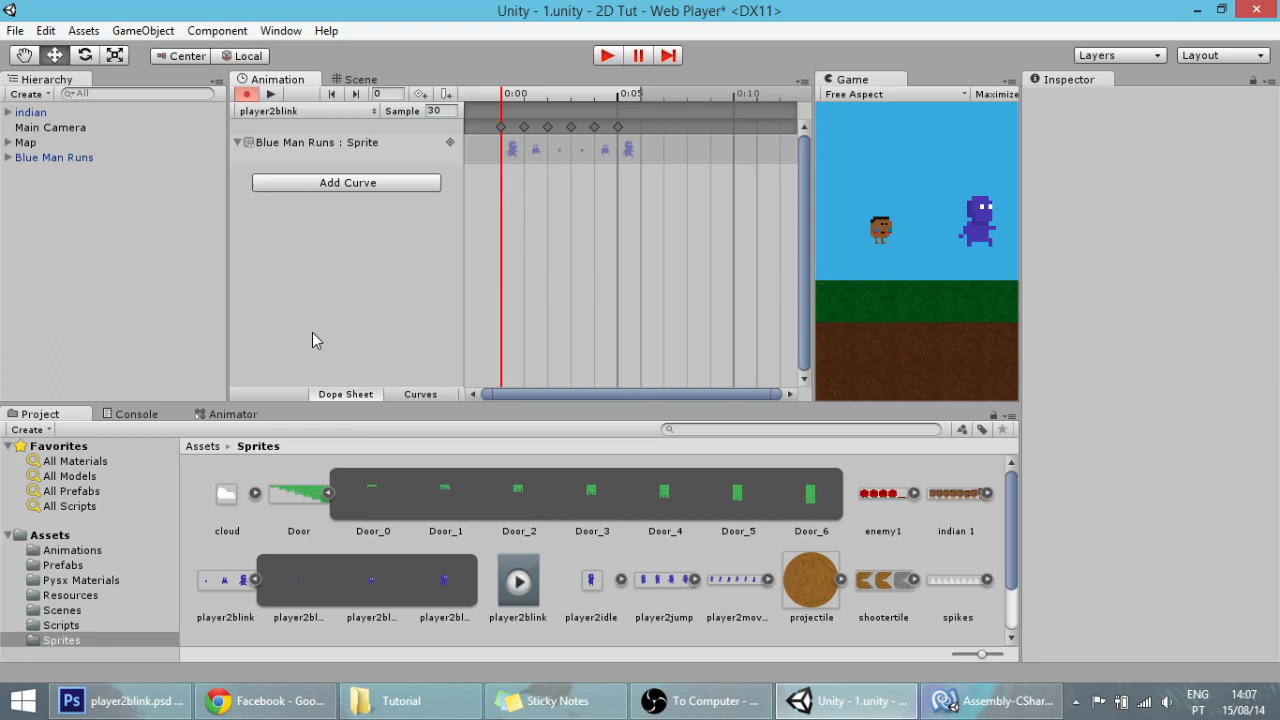 Unity - 1.unity - 2D Tut - Web Player* <DX11>
File Edit Assets GameObject Component Window Help
Center Local Layers Layout
Hierarchy Animation Scene Game Inspector
Create All 0 0:00 0:05 0:10 Free Aspect Maximize
indian player2blink Sample 30
Main Camera
Map Blue Man Runs : Sprite
Blue Man Runs
Add Curve
Dope Sheet Curves
Project Console Animator
Create
Favorites Assets Sprites
All Materials
All Models
All Prefabs
All Scripts
cloud Door Door_0 Door_1 Door_2 Door_3 Door_4 Door_5 Door_6 enemy1 indian 1
Assets
Animations
Prefabs
Pysx Materials
Resources
Scenes
player2blink player2bl... player2bl... player2bl... player2blink player2idle player2jump player2mov... projectile shootertile spikes
Scripts
Sprites
Ps player2blink.psd ... Facebook - Goo... Tutorial Sticky Notes To Computer - ... Unity - 1.unity - ... Assembly-CShar... ENG 14:07
PT 15/08/14